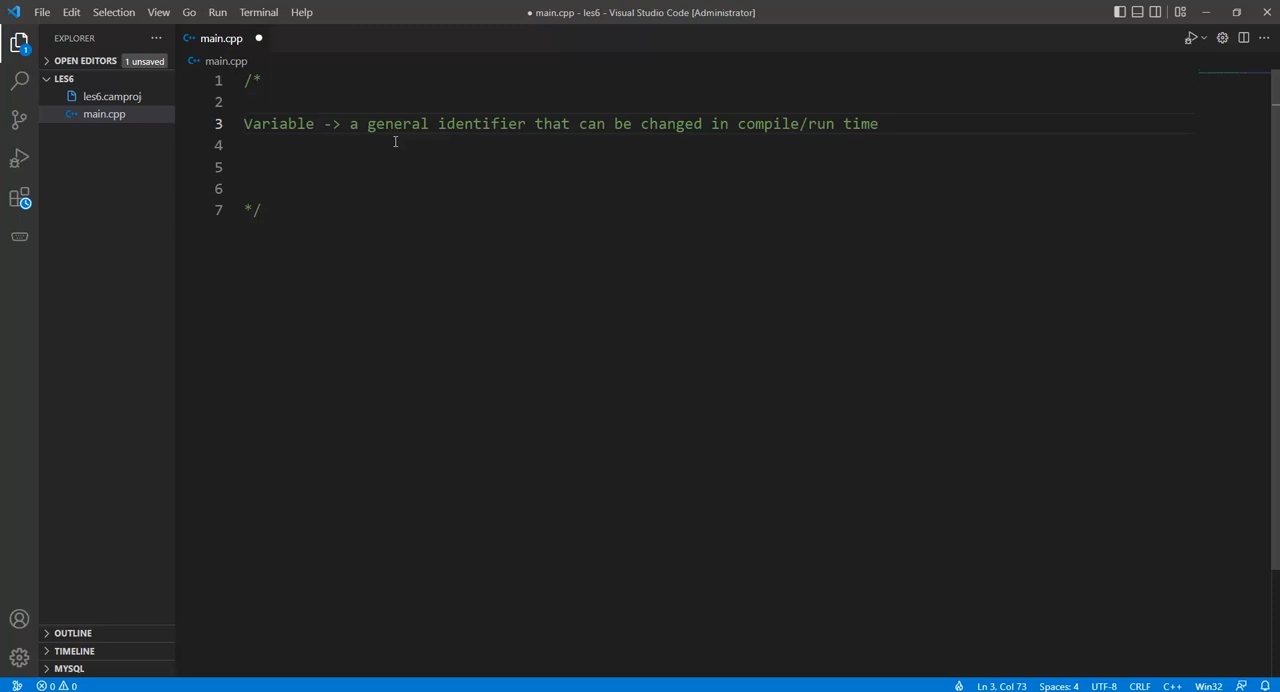 File Edit Selection View Go Run Terminal Help
● main.cpp - les6 - Visual Studio Code [Administrator]
EXPLORER
OPEN EDITORS 1 unsaved
LES6
les6.camproj
C++ main.cpp
OUTLINE
TIMELINE
MYSQL
1
C++ main.cpp ●
C++ main.cpp
1 /*
2
3 Variable -> a general identifier that can be changed in compile/run time
4
5
6
7 */
0 0 Ln 3, Col 73 Spaces: 4 UTF-8 CRLF C++ Win32